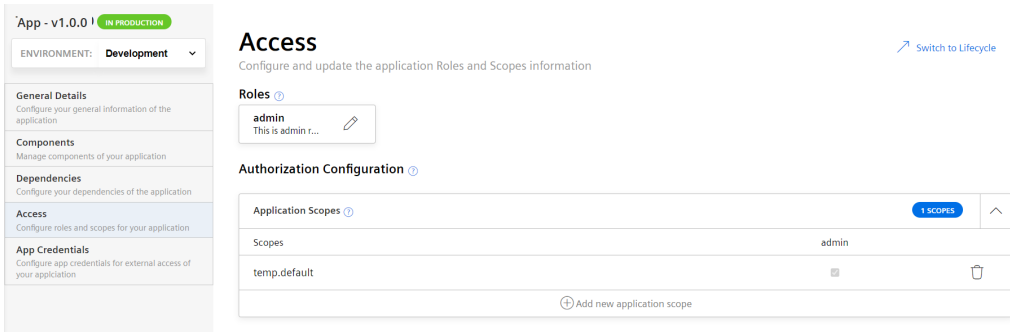 App - v1.0.0
IN PRODUCTION
ENVIRONMENT: Development
General Details
Configure your general information of the
application
Components
Manage components of your application
Dependencies
Configure your dependencies of the application
Access
Configure roles and scopes for your application
App Credentials
Configure app credentials for external access of
your applciation
Access
Switch to Lifecycle
Configure and update the application Roles and Scopes information
Roles ?
admin
This is admin r...
Authorization Configuration ?
Application Scopes ?
1 SCOPES
Scopes admin
temp.default
Add new application scope